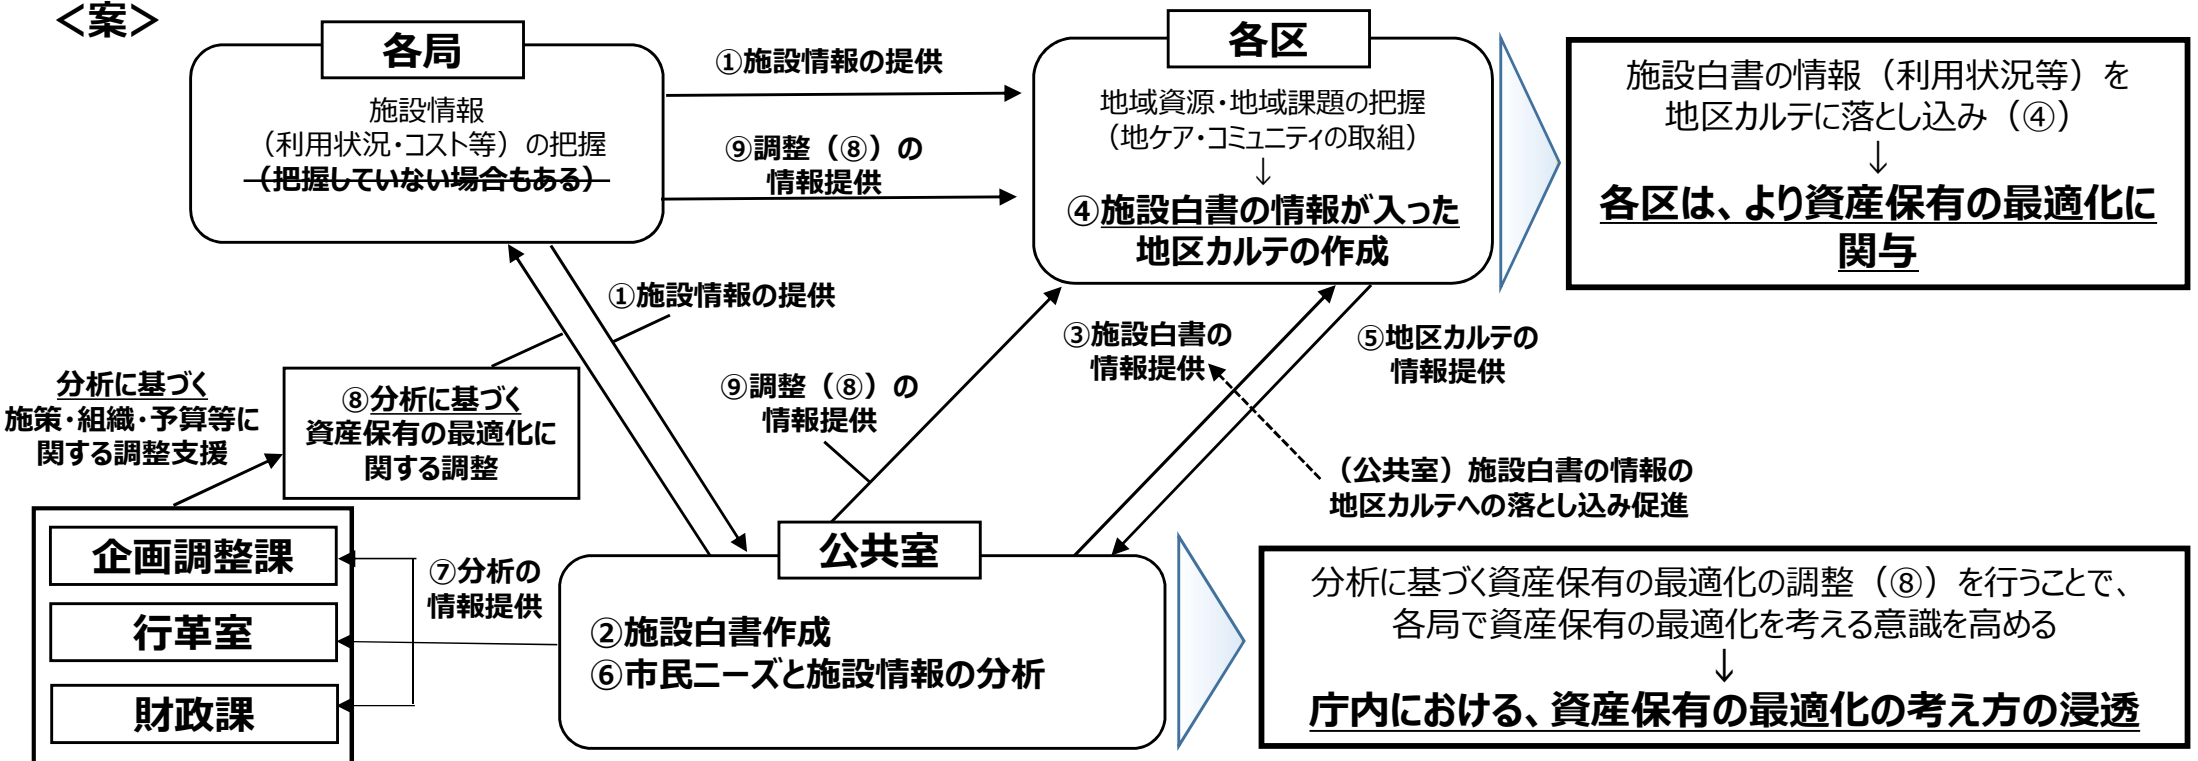 <案>
各局
施設情報
（利用状況・コスト等）の把握
（把握していない場合もある）
①施設情報の提供
⑨調整（⑧）の
情報提供
各区
地域資源・地域課題の把握
（地ケア・コミュニティの取組）
↓
④施設白書の情報が入った
地区カルテの作成
施設白書の情報（利用状況等）を
地区カルテに落とし込み（④）
↓
各区は、より資産保有の最適化に
関与
①施設情報の提供
③施設白書の
情報提供
⑤地区カルテの
情報提供
分析に基づく
施策・組織・予算等に
関する調整支援
⑧分析に基づく
資産保有の最適化に
関する調整
⑨調整（⑧）の
情報提供
（公共室）施設白書の情報の
地区カルテへの落とし込み促進
企画調整課
行革室
財政課
⑦分析の
情報提供
公共室
②施設白書作成
⑥市民ニーズと施設情報の分析
分析に基づく資産保有の最適化の調整（⑧）を行うことで、
各局で資産保有の最適化を考える意識を高める
↓
庁内における、資産保有の最適化の考え方の浸透